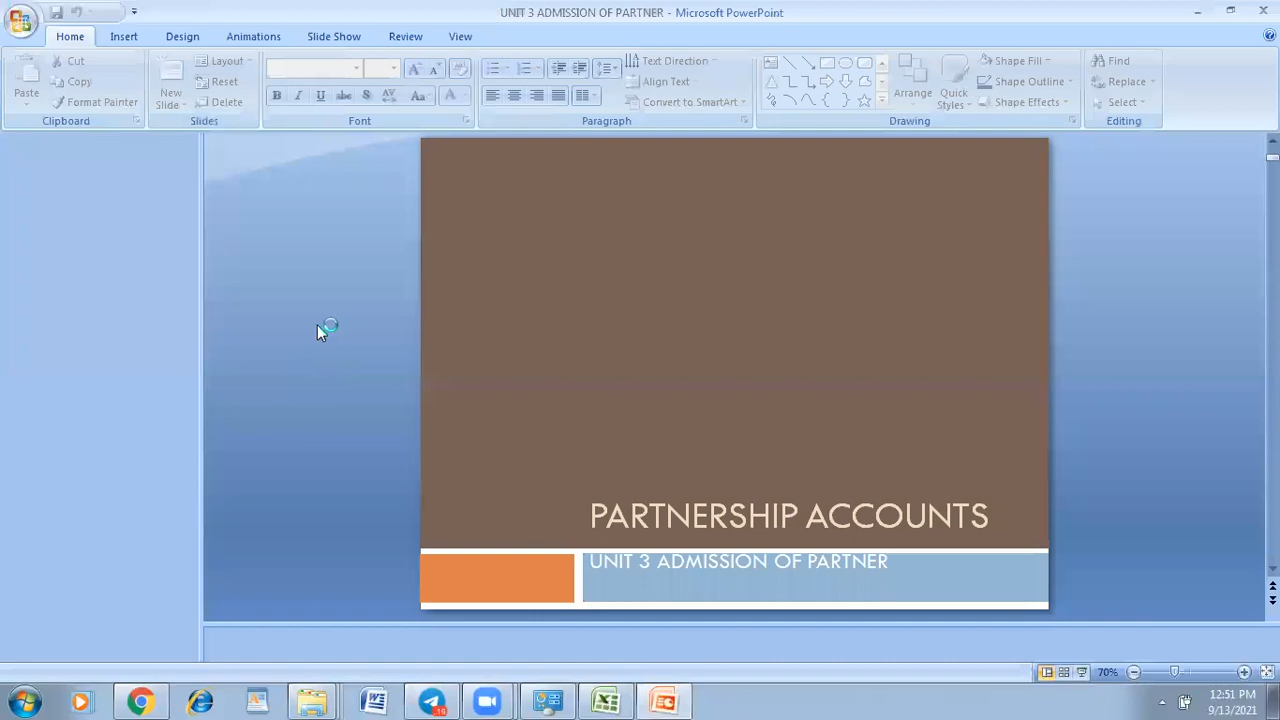 UNIT 3 ADMISSION OF PARTNER - Microsoft PowerPoint
Home Insert Design Animations Slide Show Review View
Paste
Cut
Copy
Format Painter
Clipboard
New Slide
Layout
Reset
Delete
Slides
B I U abc S AV Aa A
Font
Text Direction
Align Text
Convert to SmartArt
Paragraph
Arrange
Quick Styles
Shape Fill
Shape Outline
Shape Effects
Drawing
Find
Replace
Select
Editing
PARTNERSHIP ACCOUNTS
UNIT 3 ADMISSION OF PARTNER
70%
12:51 PM
9/13/2021